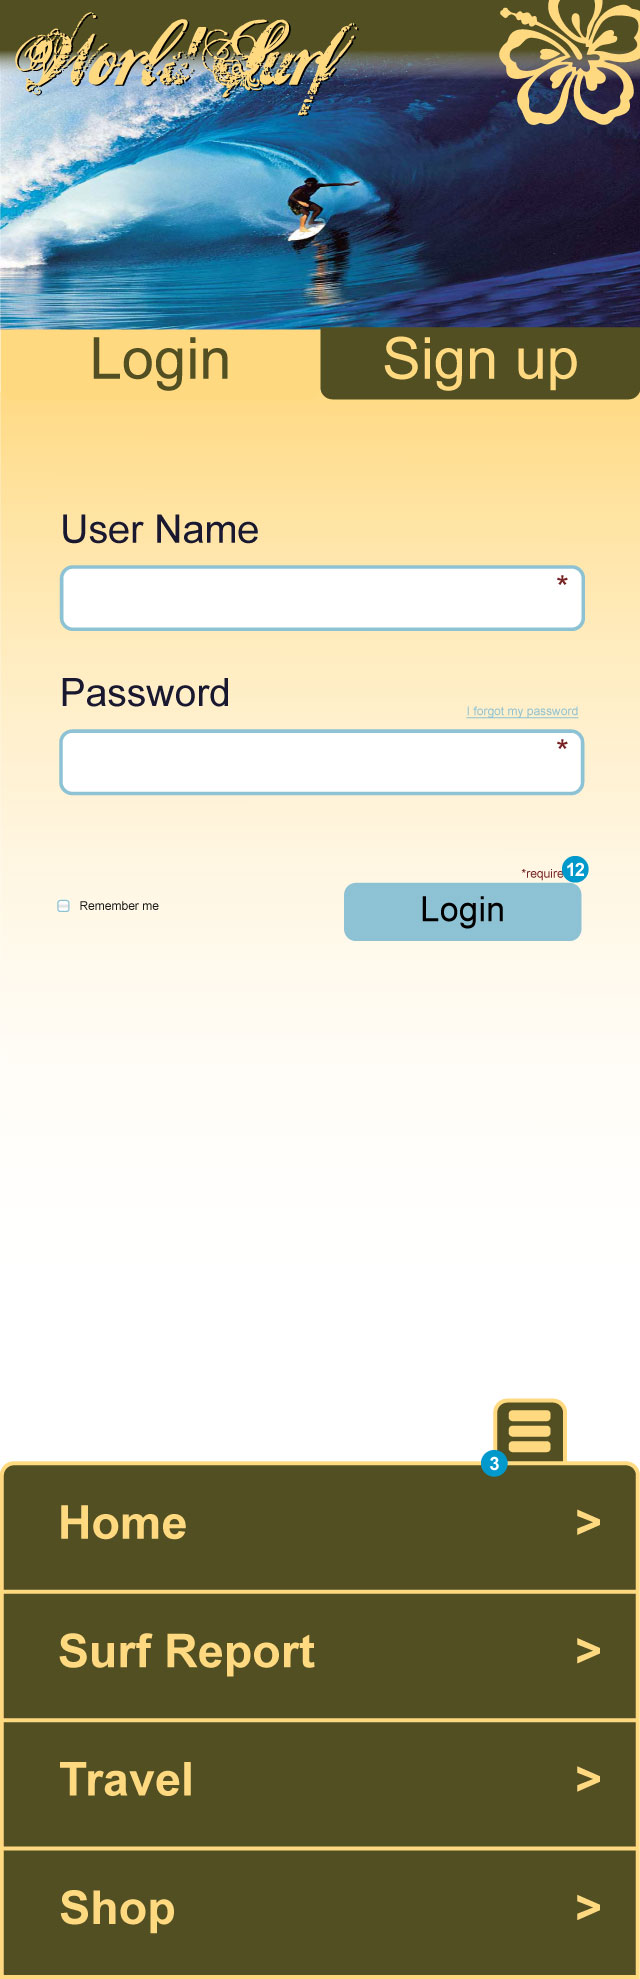 World Surf
Login
Sign up
User Name
*
Password
I forgot my password
*
*require
12
Remember me
Login
3
Home >
Surf Report >
Travel >
Shop >